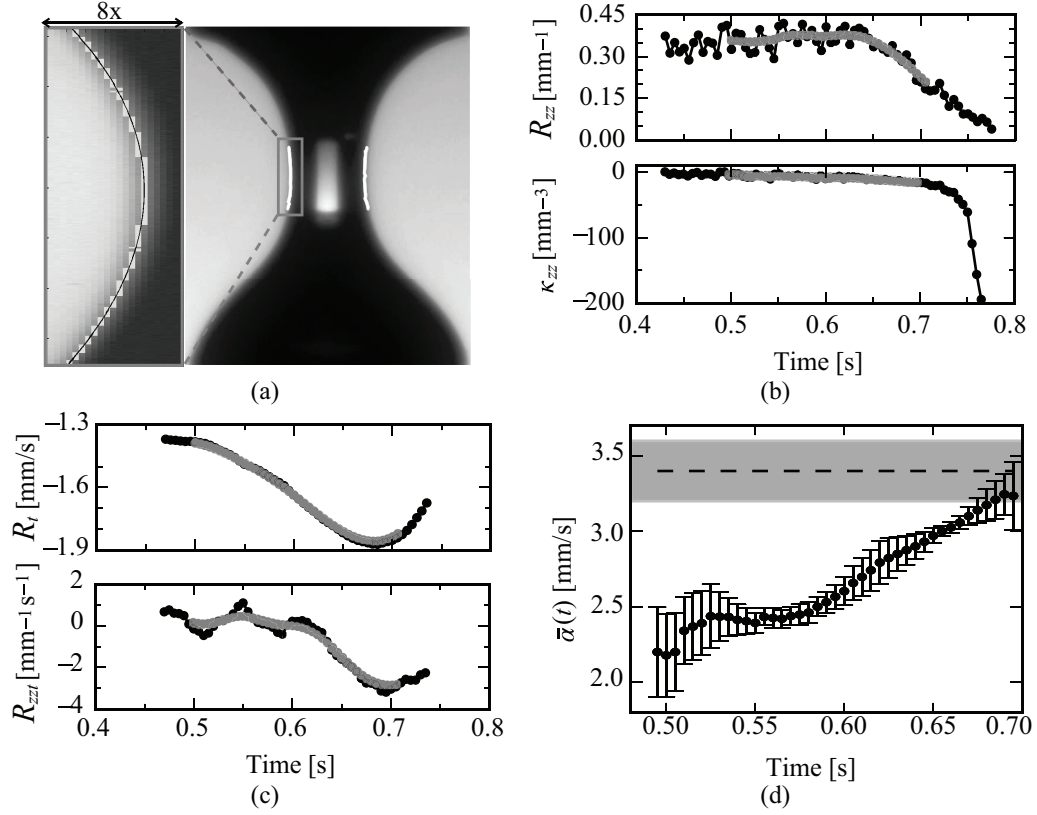 8x
(a)
0.45
0.30
0.15
0.00
R_zz [mm⁻¹]
0
−100
−200
κ_zz [mm⁻³]
0.4 0.5 0.6 0.7 0.8
Time [s]
(b)
−1.3
−1.6
−1.9
R_t [mm/s]
2
0
−2
−4
R_zzt [mm⁻¹s⁻¹]
0.4 0.5 0.6 0.7 0.8
Time [s]
(c)
3.5
3.0
2.5
2.0
ᾱ(t) [mm/s]
0.50 0.55 0.60 0.65 0.70
Time [s]
(d)